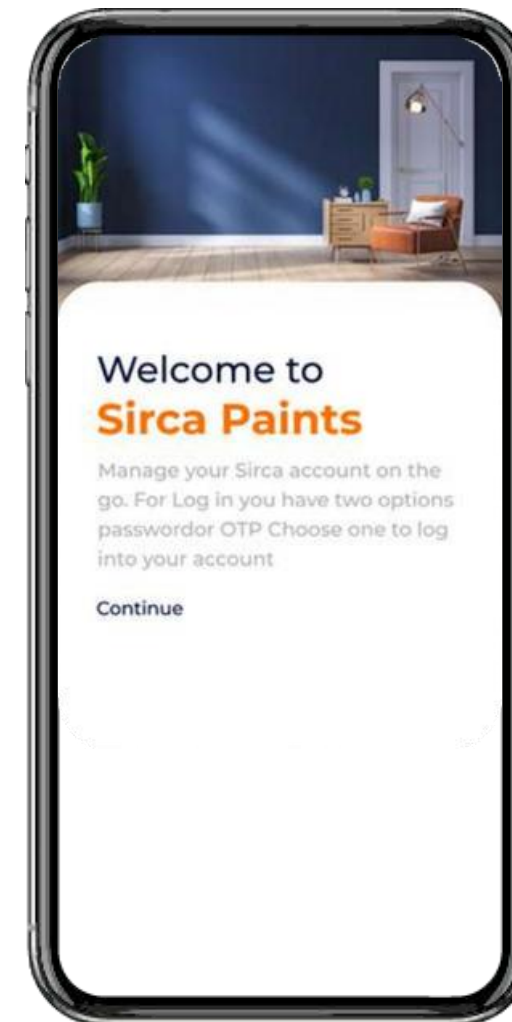 Welcome to
Sirca Paints
Manage your Sirca account on the
go. For Log in you have two options
passwordor OTP Choose one to log
into your account
Continue